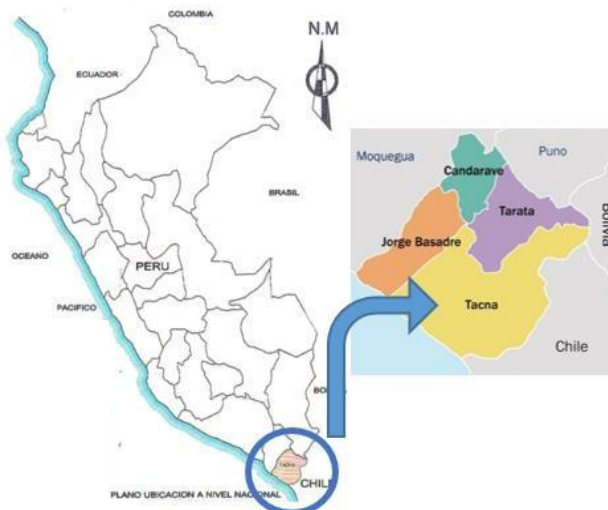 COLOMBIA
N.M
ECUADOR
BRASIL
OCEANO
PERU
PACIFICO
CHILE
PLANO UBICACION A NIVEL NACIONAL
Moquegua
Puno
Candarave
Tarata
Bolivia
Jorge Basadre
Tacna
Chile